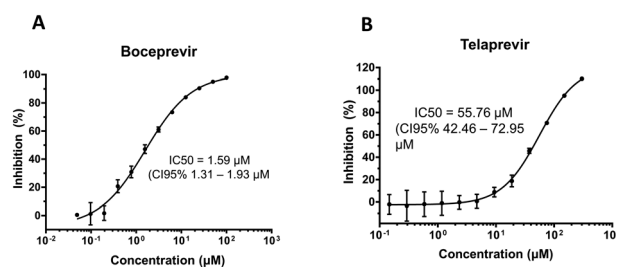 A
Boceprevir
Inhibition (%)
100
80
60
40
20
0
IC50 = 1.59 µM
(CI95% 1.31 – 1.93 µM
10-2
10-1
100
101
102
103
Concentration (µM)
B
Telaprevir
Inhibition (%)
120
100
80
60
40
20
0
IC50 = 55.76 µM
(CI95% 42.46 – 72.95
µM
10-1
100
101
102
10
Concentration (µM)